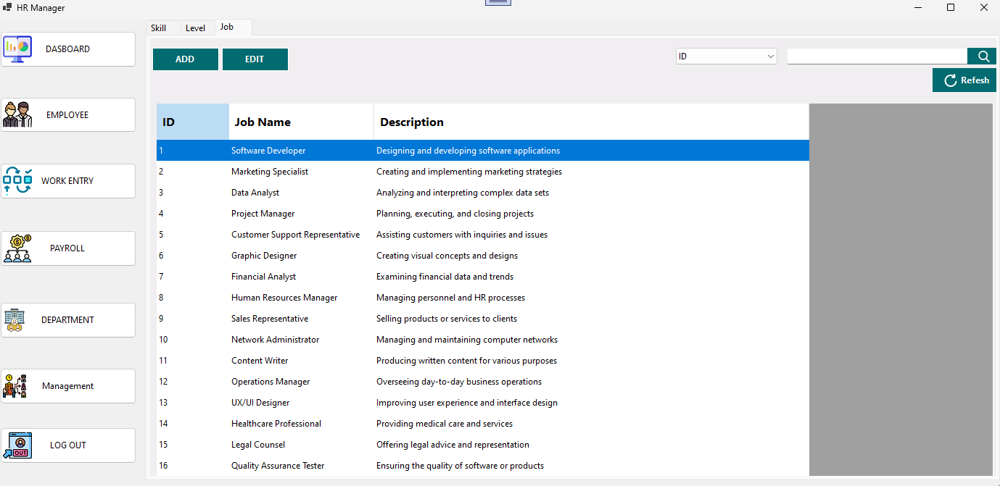 HR Manager
DASBOARD
EMPLOYEE
WORK ENTRY
PAYROLL
DEPARTMENT
Management
OUT
LOG OUT
Skill Level Job
ADD EDIT ID
Refesh
ID Job Name Description
1 Software Developer Designing and developing software applications
2 Marketing Specialist Creating and implementing marketing strategies
3 Data Analyst Analyzing and interpreting complex data sets
4 Project Manager Planning, executing, and closing projects
5 Customer Support Representative Assisting customers with inquiries and issues
6 Graphic Designer Creating visual concepts and designs
7 Financial Analyst Examining financial data and trends
8 Human Resources Manager Managing personnel and HR processes
9 Sales Representative Selling products or services to clients
10 Network Administrator Managing and maintaining computer networks
11 Content Writer Producing written content for various purposes
12 Operations Manager Overseeing day-to-day business operations
13 UX/UI Designer Improving user experience and interface design
14 Healthcare Professional Providing medical care and services
15 Legal Counsel Offering legal advice and representation
16 Quality Assurance Tester Ensuring the quality of software or products